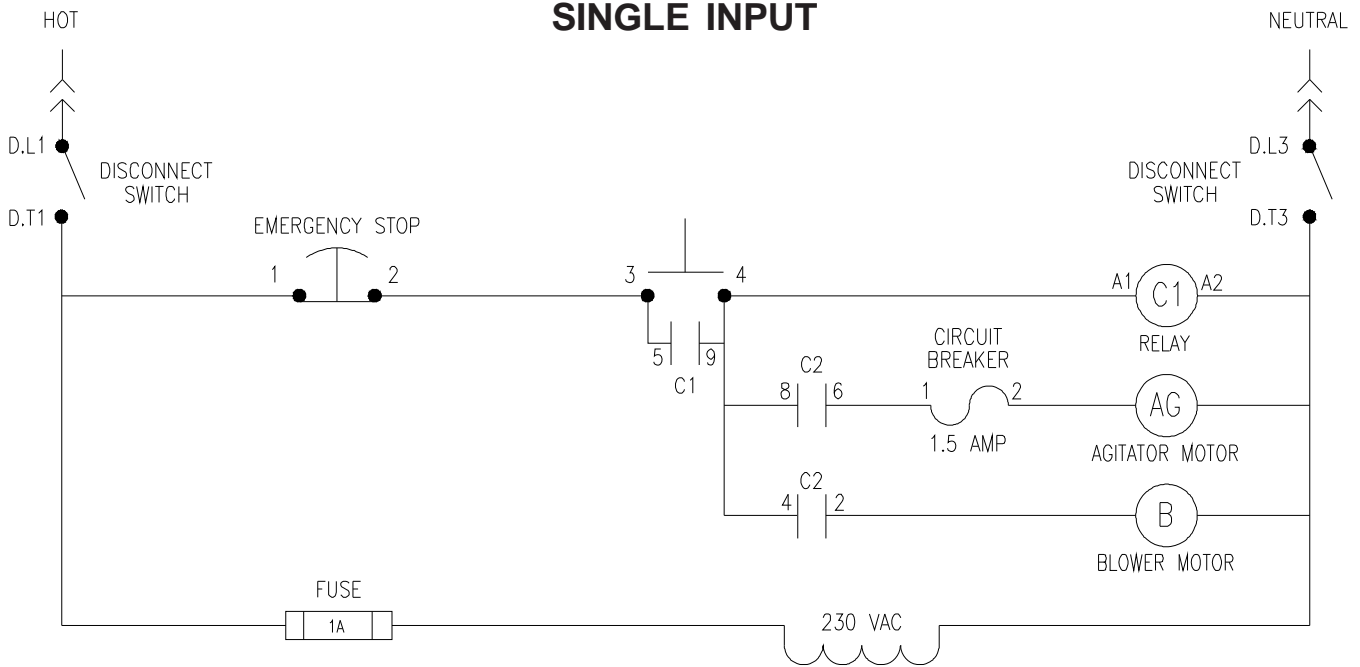 SINGLE INPUT
HOT
NEUTRAL
D.L1
DISCONNECT
SWITCH
D.T1
D.L3
DISCONNECT
SWITCH
D.T3
EMERGENCY STOP
1
2
3
4
A1
C1
A2
RELAY
5
9
C1
C2
8
6
CIRCUIT
BREAKER
1
2
1.5 AMP
AG
AGITATOR MOTOR
C2
4
2
B
BLOWER MOTOR
FUSE
1A
230 VAC